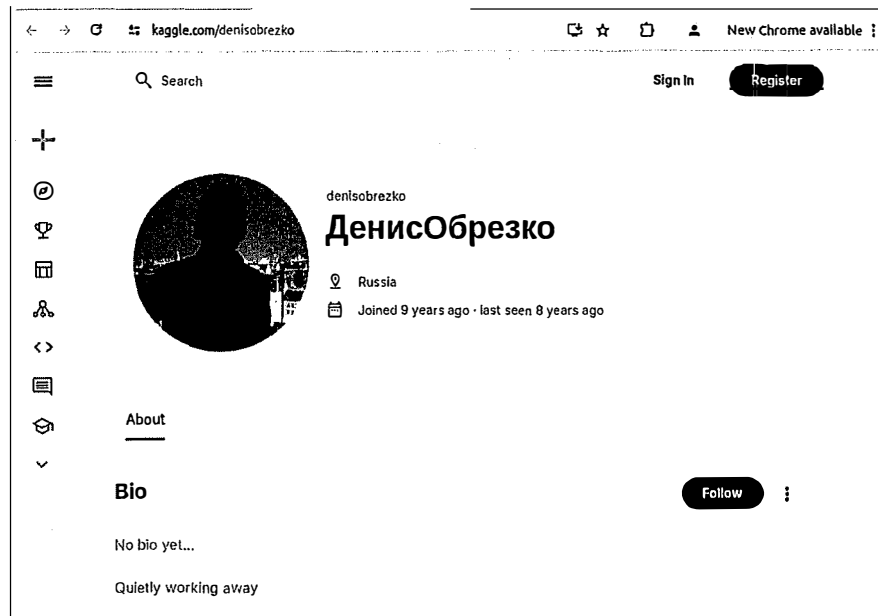 kaggle.com/denisobrezko
New Chrome available
Search
Sign In
Register
denisobrezko
ДенисОбрезко
Russia
Joined 9 years ago · last seen 8 years ago
About
Bio
Follow
No bio yet...
Quietly working away